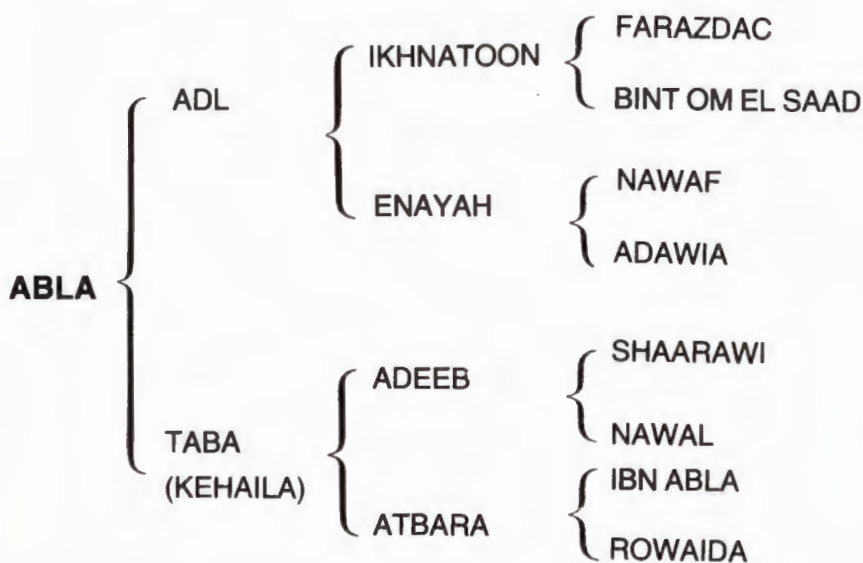 FARAZDAC
IKHNATOON
BINT OM EL SAAD
ADL
NAWAF
ENAYAH
ADAWIA
ABLA
SHAARAWI
ADEEB
NAWAL
TABA
(KEHAILA)
IBN ABLA
ATBARA
ROWAIDA